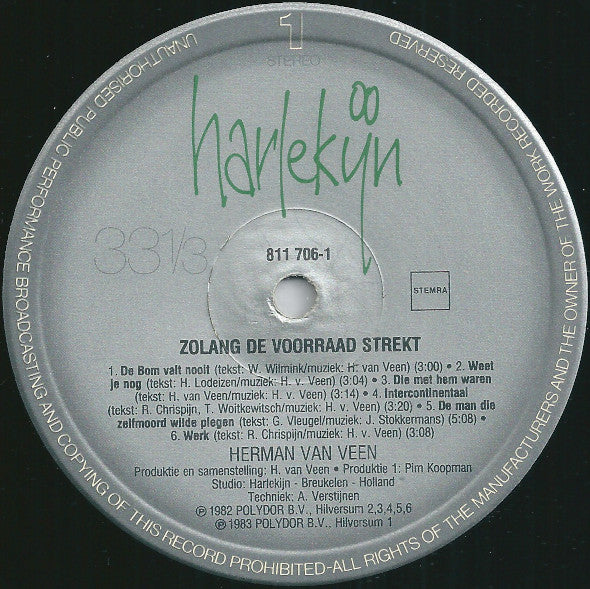 1
STEREO
harlekijn
33 1/3
811 706-1
STEMRA
ZOLANG DE VOORRAAD STREKT
1. De Bom valt nooit (tekst: W. Wilmink/muziek: H. van Veen) (3:00) • 2. Weet
je nog (tekst: H. Lodeizen/muziek: H. v. Veen) (3:04) • 3. Die met hem waren
(tekst: H. van Veen/muziek: H. v. Veen) (3:14) • 4. Intercontinentaal
(tekst: R. Chrispijn, T. Woitkewitsch/muziek: H. v. Veen) (3:20) • 5. De man die
zelfmoord wilde plegen (tekst: G. Vleugel/muziek: J. Stokkermans) (5:08) •
6. Werk (tekst: R. Chrispijn/muziek: H. v. Veen) (3:08)
HERMAN VAN VEEN
Produktie en samenstelling: H. van Veen • Produktie 1: Pim Koopman
Studio: Harlekijn - Breukelen - Holland
Techniek: A. Verstijnen
℗ 1982 POLYDOR B.V., Hilversum 2,3,4,5,6
℗ 1983 POLYDOR B.V., Hilversum 1
ALL RIGHTS OF THE MANUFACTURERS AND THE OWNER OF THE WORK RECORDED RESERVED
UNAUTHORISED PUBLIC PERFORMANCE BROADCASTING AND COPYING OF THIS RECORD PROHIBITED-